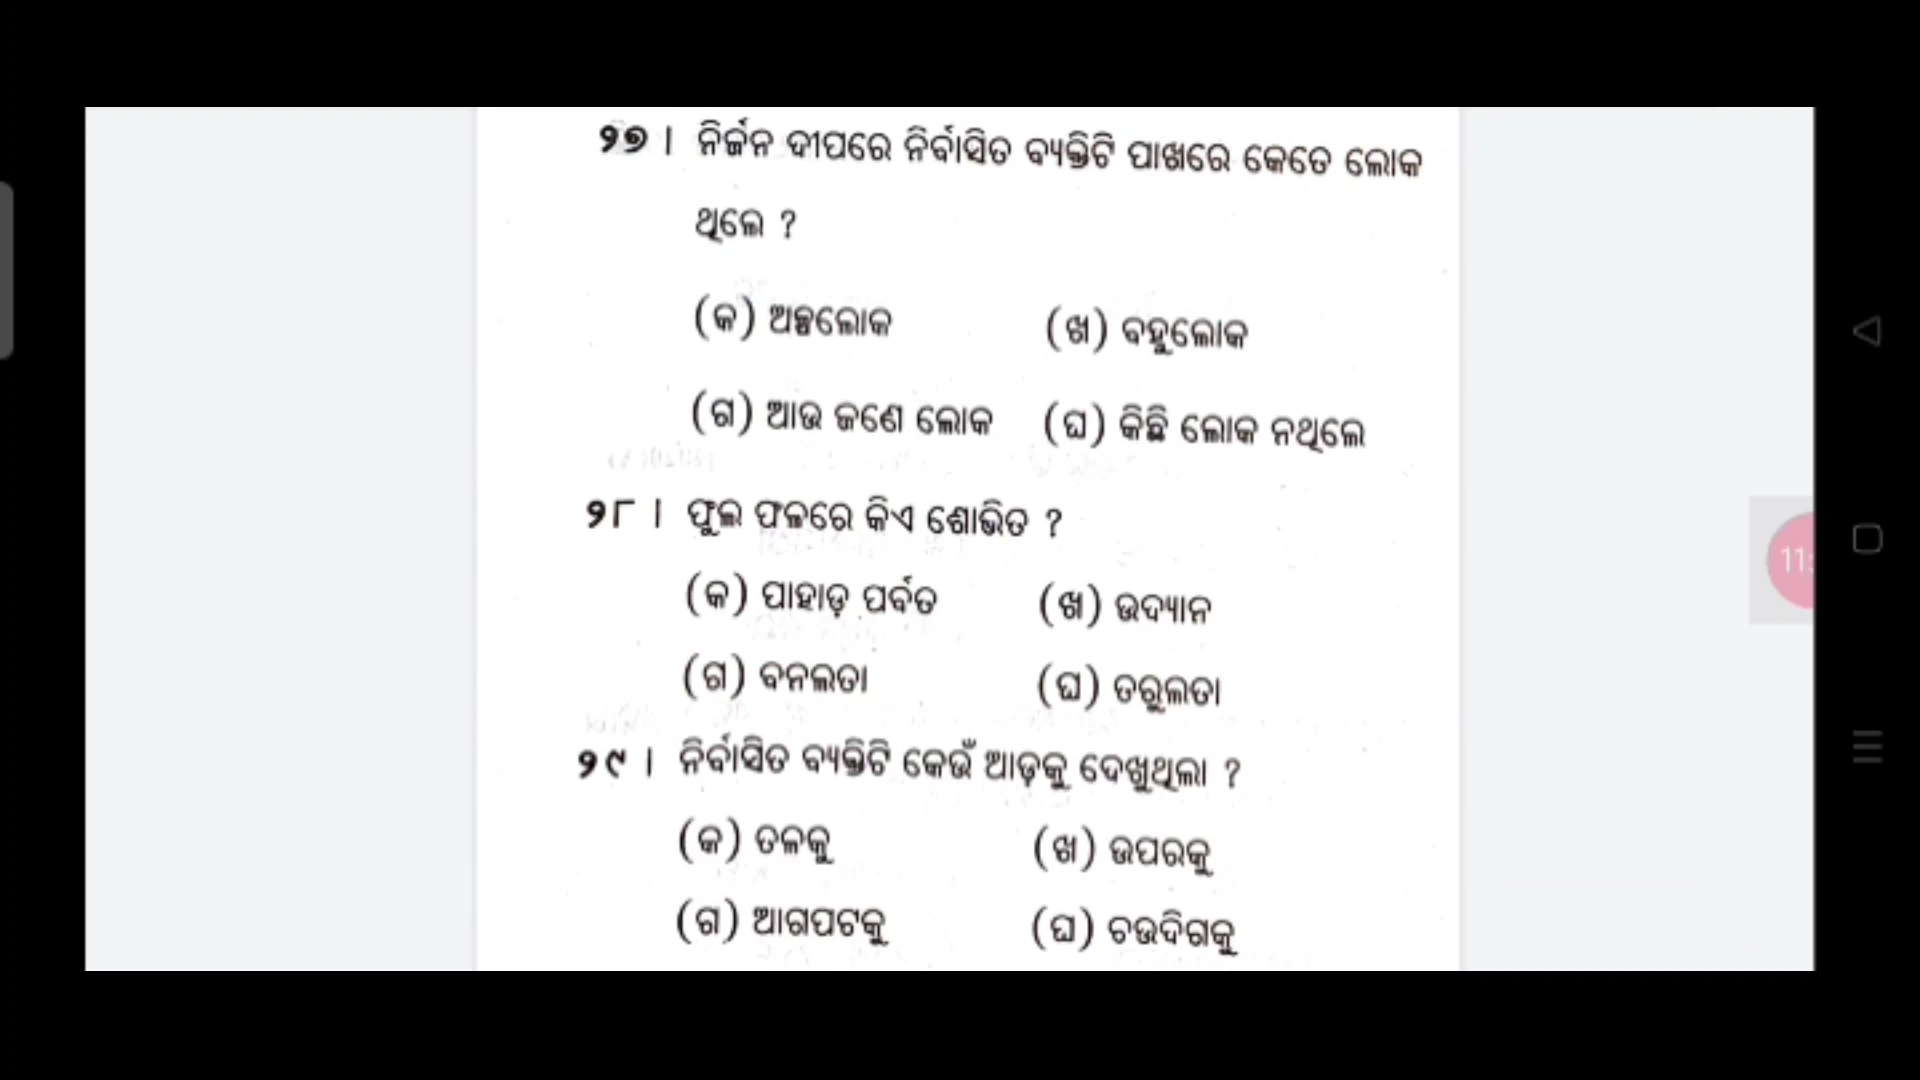 ୨୭ । ନିର୍ଜନ ଦ୍ୱୀପରେ ନିର୍ବାସିତ ବ୍ୟକ୍ତିଟି ପାଖରେ କେତେ ଲୋକ
ଥିଲେ ?
(କ) ଅଳ୍ପଲୋକ (ଖ) ବହୁଲୋକ
(ଗ) ଆଉ ଜଣେ ଲୋକ (ଘ) କିଛି ଲୋକ ନଥିଲେ
୨୮ । ଫୁଲ ଫଳରେ କିଏ ଶୋଭିତ ?
(କ) ପାହାଡ଼ ପର୍ବତ (ଖ) ଉଦ୍ୟାନ
(ଗ) ବନଲତା (ଘ) ତରୁଲତା
୨୯ । ନିର୍ବାସିତ ବ୍ୟକ୍ତିଟି କେଉଁ ଆଡ଼କୁ ଦେଖୁଥିଲା ?
(କ) ତଳକୁ (ଖ) ଉପରକୁ
(ଗ) ଆଗପଟକୁ (ଘ) ଚଉଦିଗକୁ